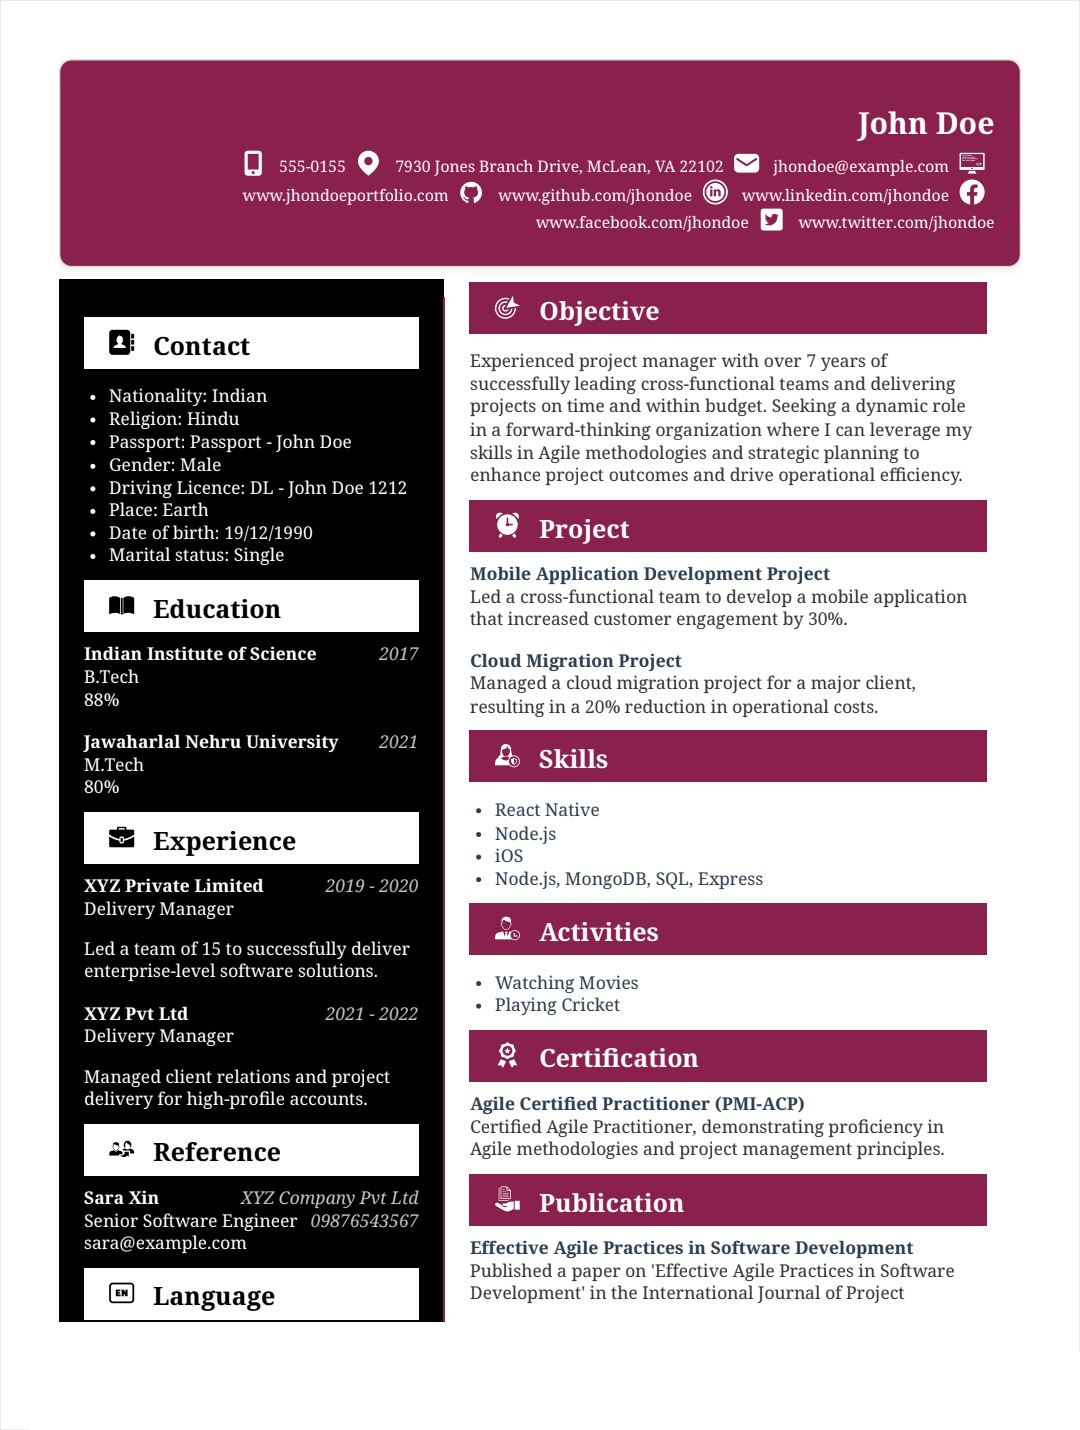 John Doe
555-0155 7930 Jones Branch Drive, McLean, VA 22102 jhondoe@example.com
www.jhondoeportfolio.com www.github.com/jhondoe www.linkedin.com/jhondoe
www.facebook.com/jhondoe www.twitter.com/jhondoe
Contact
• Nationality: Indian
• Religion: Hindu
• Passport: Passport - John Doe
• Gender: Male
• Driving Licence: DL - John Doe 1212
• Place: Earth
• Date of birth: 19/12/1990
• Marital status: Single
Education
Indian Institute of Science 2017
B.Tech
88%
Jawaharlal Nehru University 2021
M.Tech
80%
Experience
XYZ Private Limited 2019 - 2020
Delivery Manager
Led a team of 15 to successfully deliver
enterprise-level software solutions.
XYZ Pvt Ltd 2021 - 2022
Delivery Manager
Managed client relations and project
delivery for high-profile accounts.
Reference
Sara Xin XYZ Company Pvt Ltd
Senior Software Engineer 09876543567
sara@example.com
EN Language
Objective
Experienced project manager with over 7 years of
successfully leading cross-functional teams and delivering
projects on time and within budget. Seeking a dynamic role
in a forward-thinking organization where I can leverage my
skills in Agile methodologies and strategic planning to
enhance project outcomes and drive operational efficiency.
Project
Mobile Application Development Project
Led a cross-functional team to develop a mobile application
that increased customer engagement by 30%.
Cloud Migration Project
Managed a cloud migration project for a major client,
resulting in a 20% reduction in operational costs.
Skills
• React Native
• Node.js
• iOS
• Node.js, MongoDB, SQL, Express
Activities
• Watching Movies
• Playing Cricket
Certification
Agile Certified Practitioner (PMI-ACP)
Certified Agile Practitioner, demonstrating proficiency in
Agile methodologies and project management principles.
Publication
Effective Agile Practices in Software Development
Published a paper on 'Effective Agile Practices in Software
Development' in the International Journal of Project